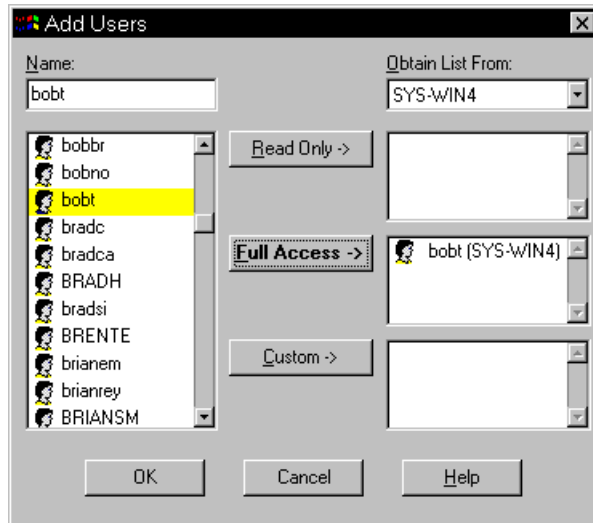 Add Users
Name:
Obtain List From:
bobt
SYS-WIN4
bobbr
bobno
bobt
bradc
bradca
BRADH
bradsi
BRENTE
brianem
brianrey
BRIANSM
Read Only ->
Full Access ->
bobt (SYS-WIN4)
Custom ->
OK
Cancel
Help